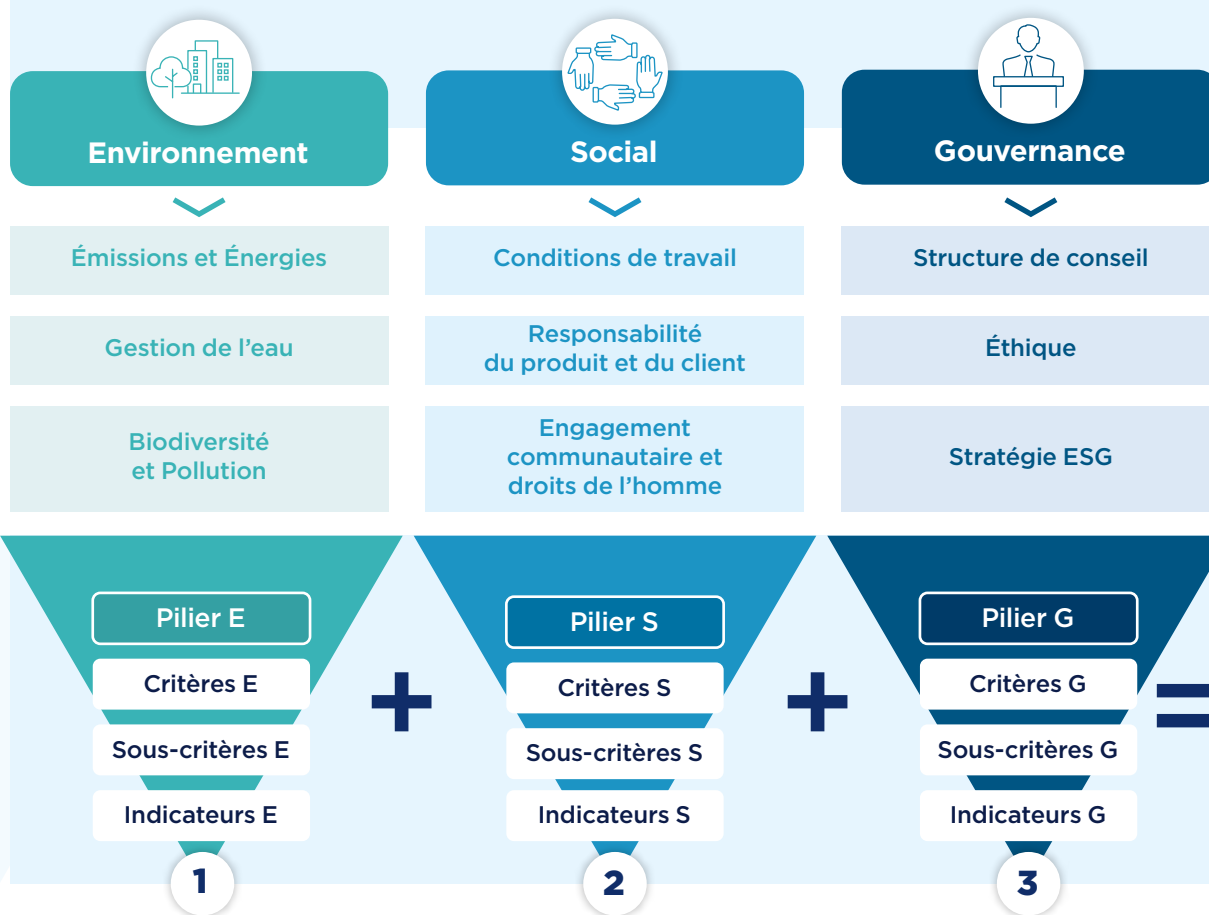 Environnement
Social
Gouvernance
Émissions et Énergies
Conditions de travail
Structure de conseil
Gestion de l’eau
Responsabilité
du produit et du client
Éthique
Biodiversité
et Pollution
Engagement
communautaire et
droits de l’homme
Stratégie ESG
Pilier E
Critères E
Sous-critères E
Indicateurs E
1
+
Pilier S
Critères S
Sous-critères S
Indicateurs S
2
+
Pilier G
Critères G
Sous-critères G
Indicateurs G
3
=